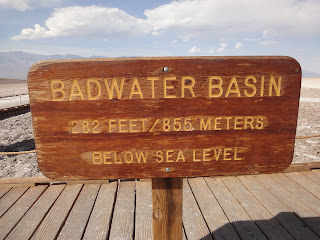 BADWATER BASIN
282 FEET/855 METERS
BELOW SEA LEVEL